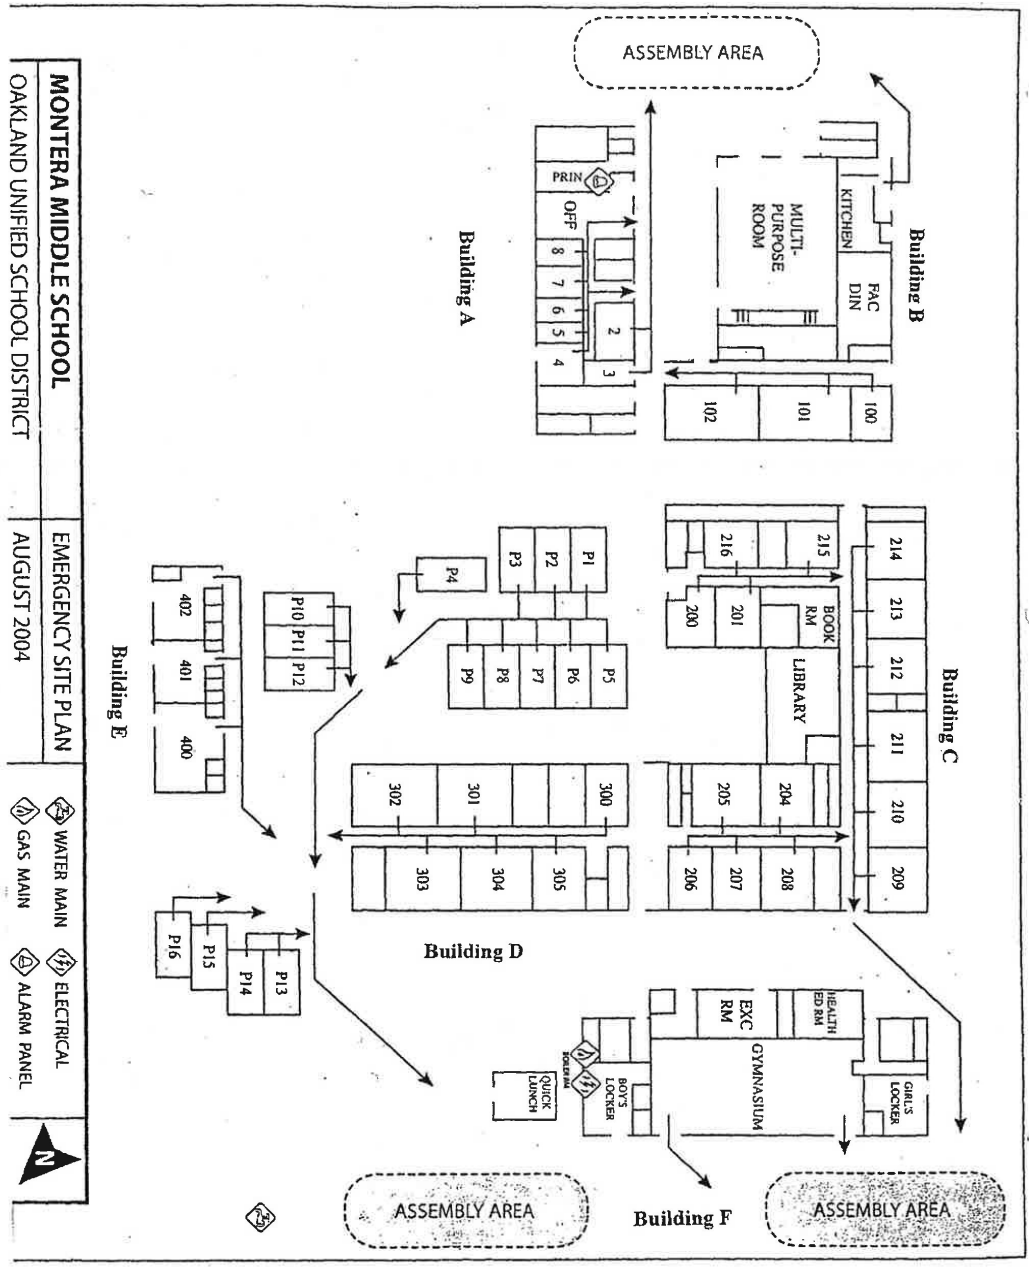 ASSEMBLY AREA
Building B
KITCHEN
MULTI-
PURPOSE
ROOM
FAC
DIN
100
101
102
Building A
PRIN
OFF
8
7
6
5
4
3
2
Building C
214
213
212
211
210
209
215
216
BOOK
RM
201
200
LIBRARY
204
205
208
207
206
P1
P2
P3
P4
P5
P6
P7
P8
P9
P10
P11
P12
300
301
302
305
304
303
Building D
Building E
402
401
400
P13
P14
P15
P16
HEALTH
ED RM
EXC
RM
GYMNASIUM
GIRL'S
LOCKER
BOY'S
LOCKER
BOILER RM
QUICK
LUNCH
Building F
ASSEMBLY AREA
ASSEMBLY AREA
MONTERA MIDDLE SCHOOL
OAKLAND UNIFIED SCHOOL DISTRICT
EMERGENCY SITE PLAN
AUGUST 2004
WATER MAIN
GAS MAIN
ELECTRICAL
ALARM PANEL
N